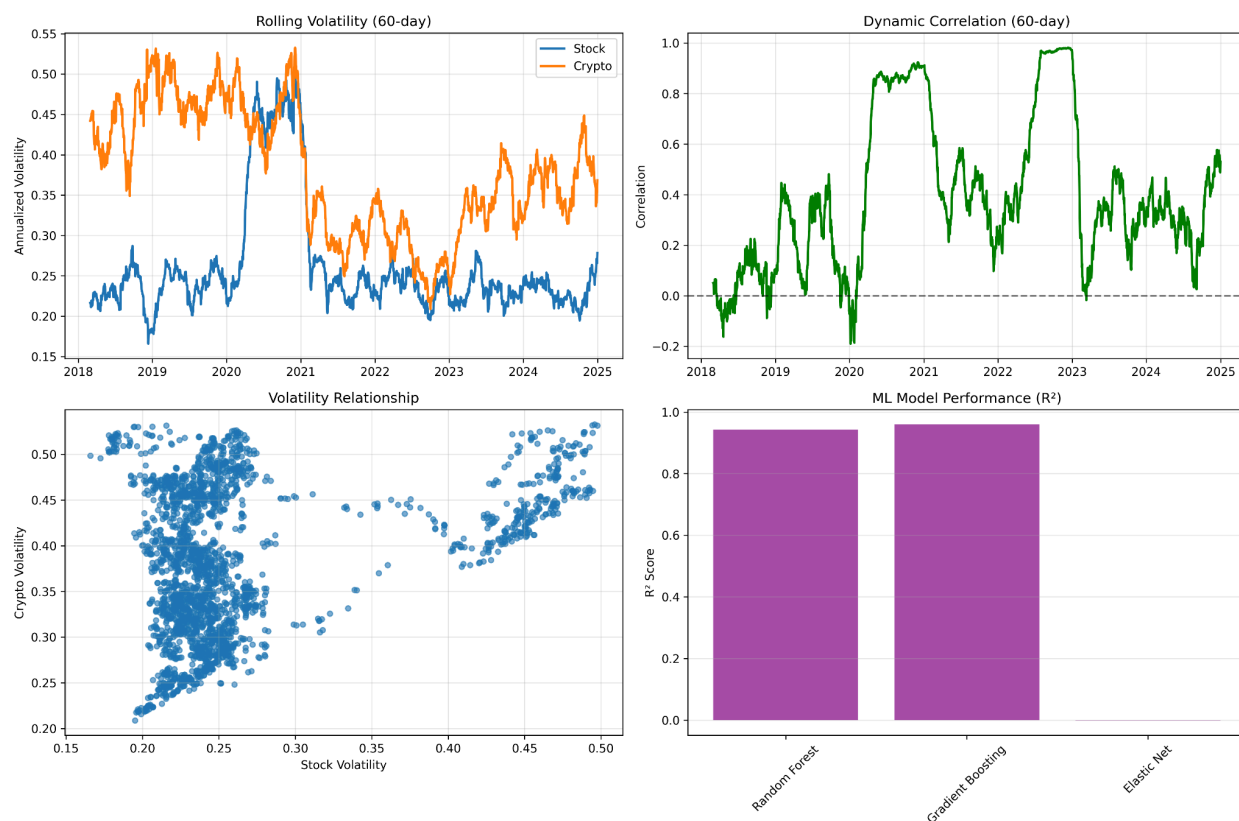 Rolling Volatility (60-day)
Annualized Volatility
0.55
0.50
0.45
0.40
0.35
0.30
0.25
0.20
0.15
Stock
Crypto
2018 2019 2020 2021 2022 2023 2024 2025
Dynamic Correlation (60-day)
Correlation
1.0
0.8
0.6
0.4
0.2
0.0
−0.2
2018 2019 2020 2021 2022 2023 2024 2025
Volatility Relationship
Crypto Volatility
0.50
0.45
0.40
0.35
0.30
0.25
0.20
0.15 0.20 0.25 0.30 0.35 0.40 0.45 0.50
Stock Volatility
ML Model Performance (R²)
R² Score
1.0
0.8
0.6
0.4
0.2
0.0
Random Forest
Gradient Boosting
Elastic Net